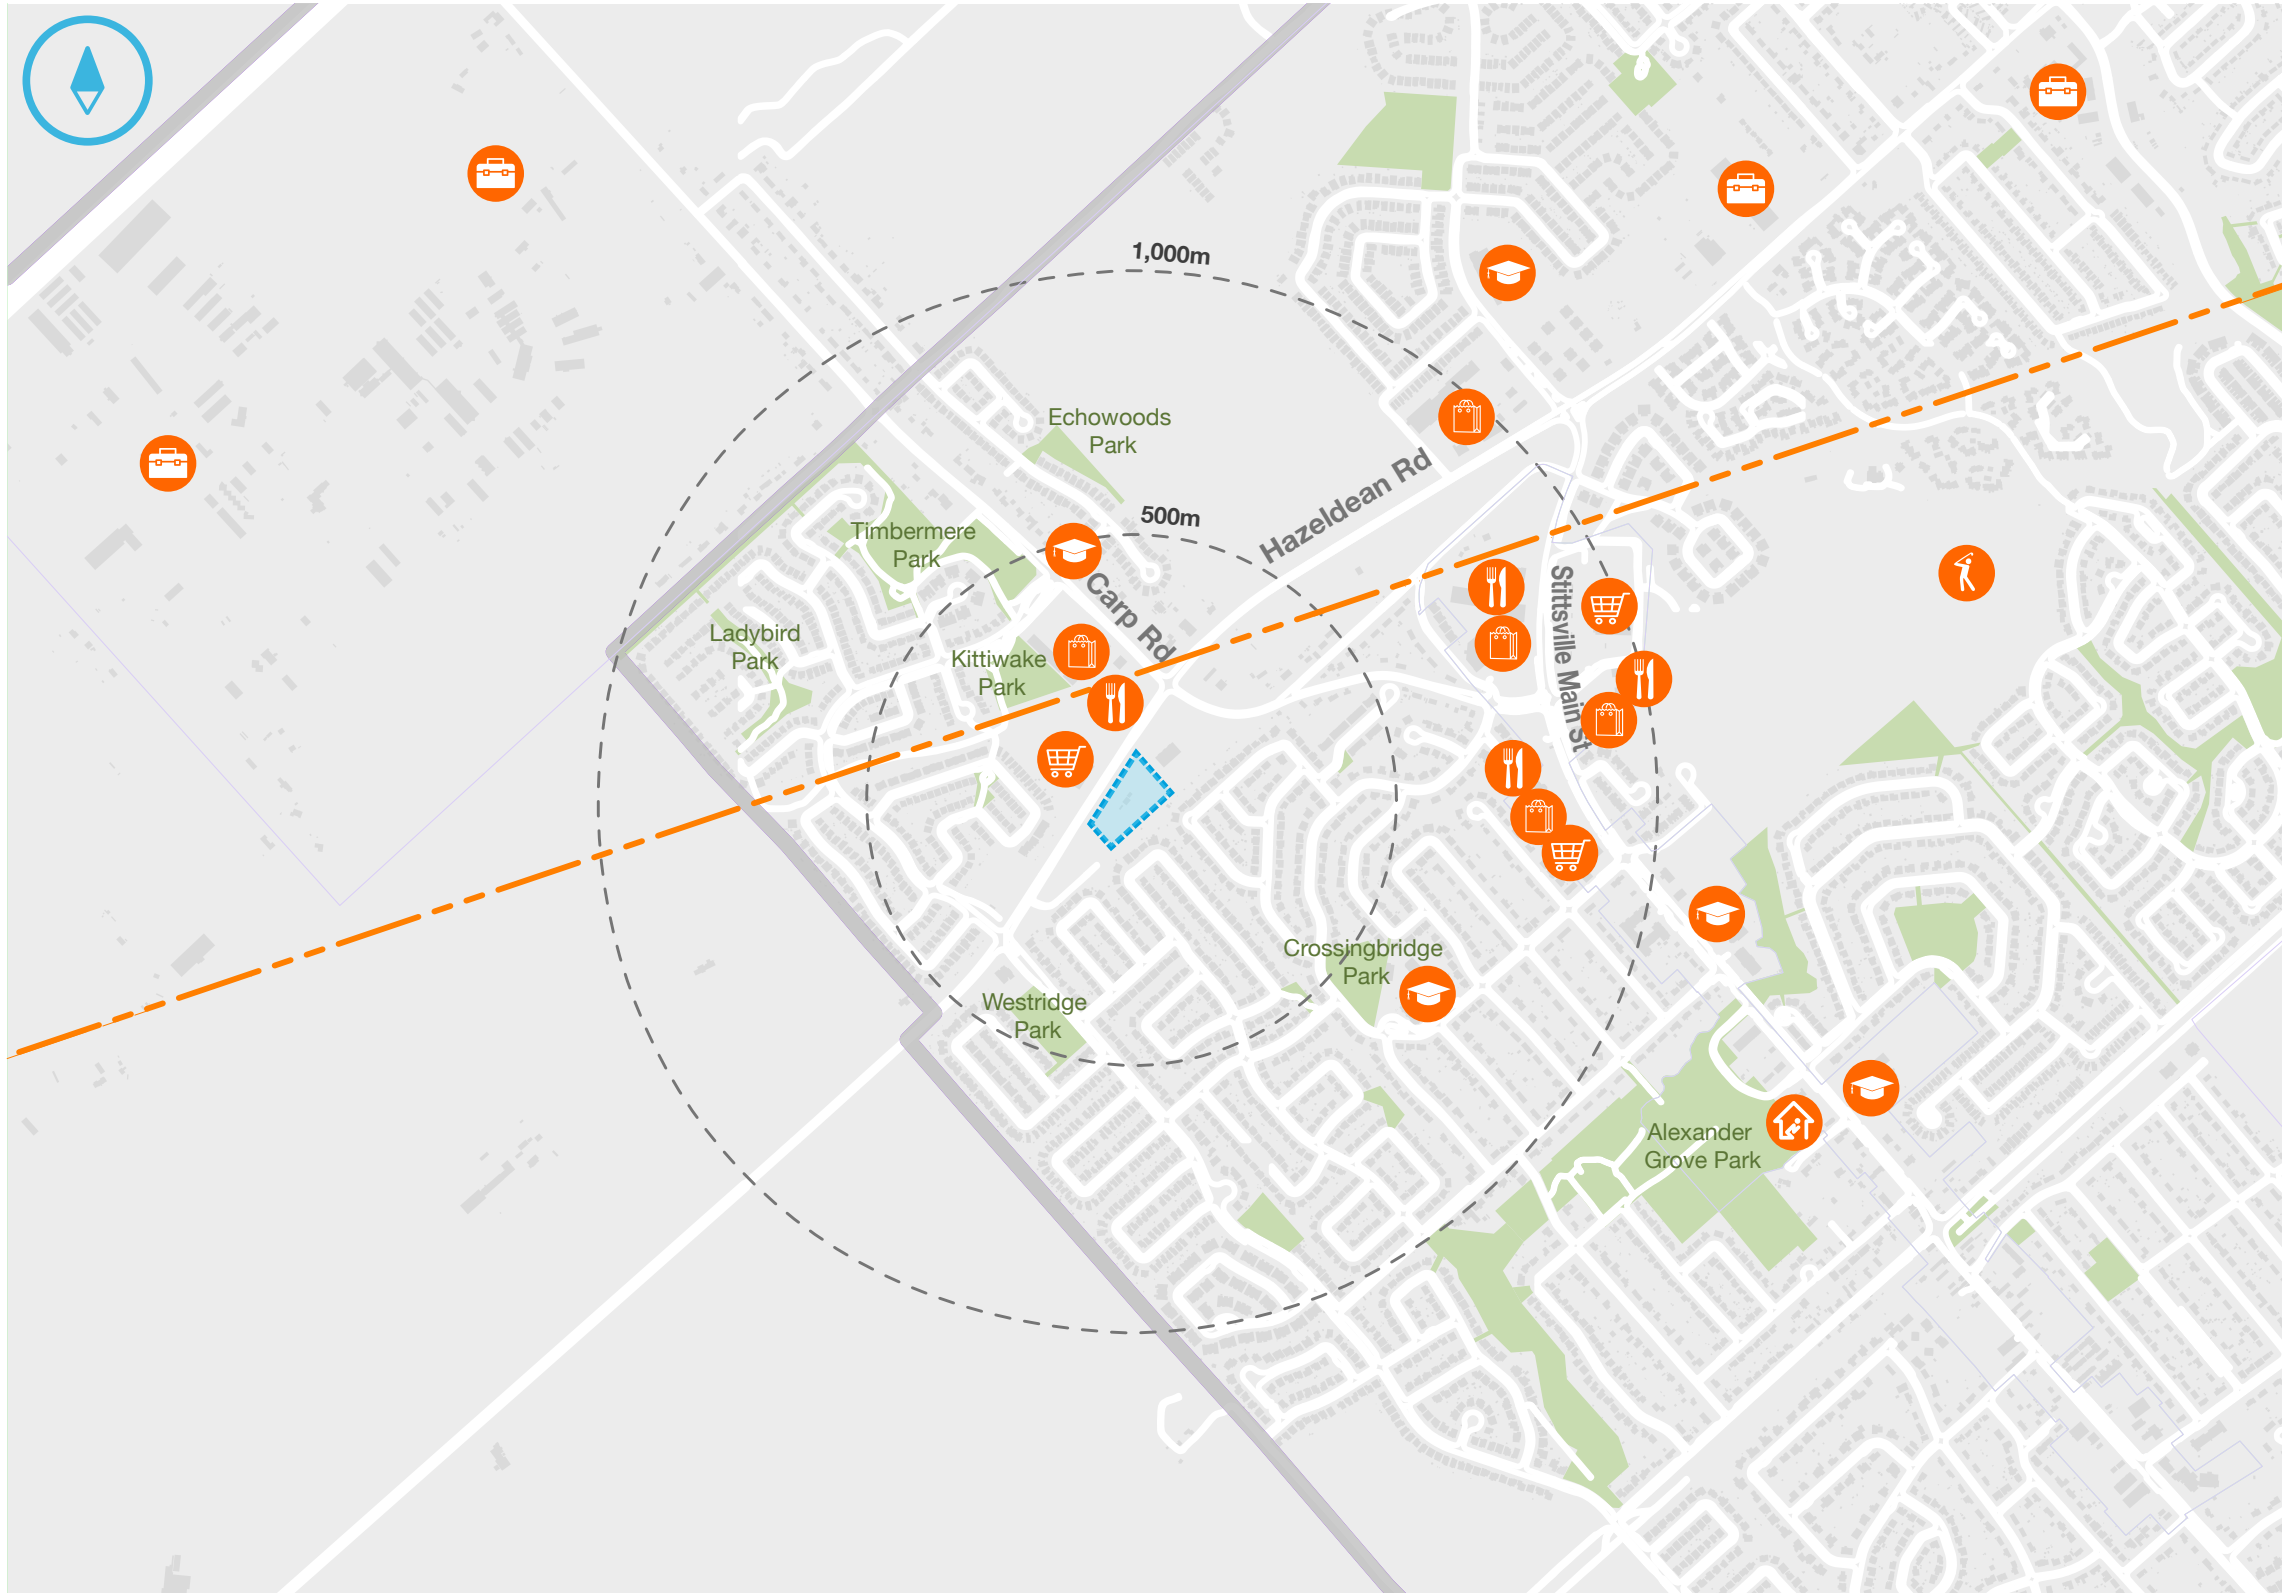 1,000m
Echowoods
Park
Hazeldean Rd
500m
Timbermere
Park
Carp Rd
Stittsville Main St
Ladybird
Park
Kittiwake
Park
Crossingbridge
Park
Westridge
Park
Alexander
Grove Park